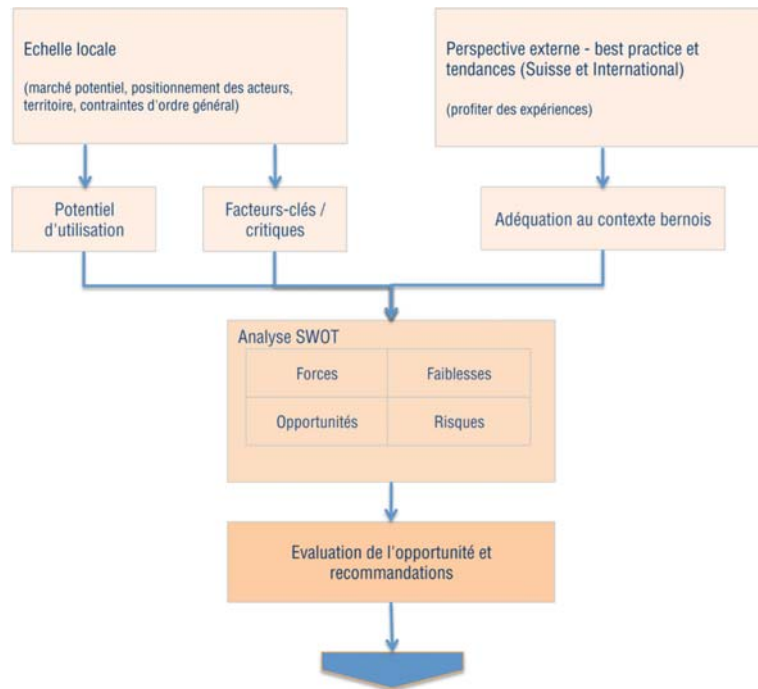 Echelle locale
(marché potentiel, positionnement des acteurs,
territoire, contraintes d'ordre général)
Perspective externe - best practice et
tendances (Suisse et International)
(profiter des expériences)
Potentiel
d'utilisation
Facteurs-clés /
critiques
Adéquation au contexte bernois
Analyse SWOT
Forces
Faiblesses
Opportunités
Risques
Evaluation de l'opportunité et
recommandations